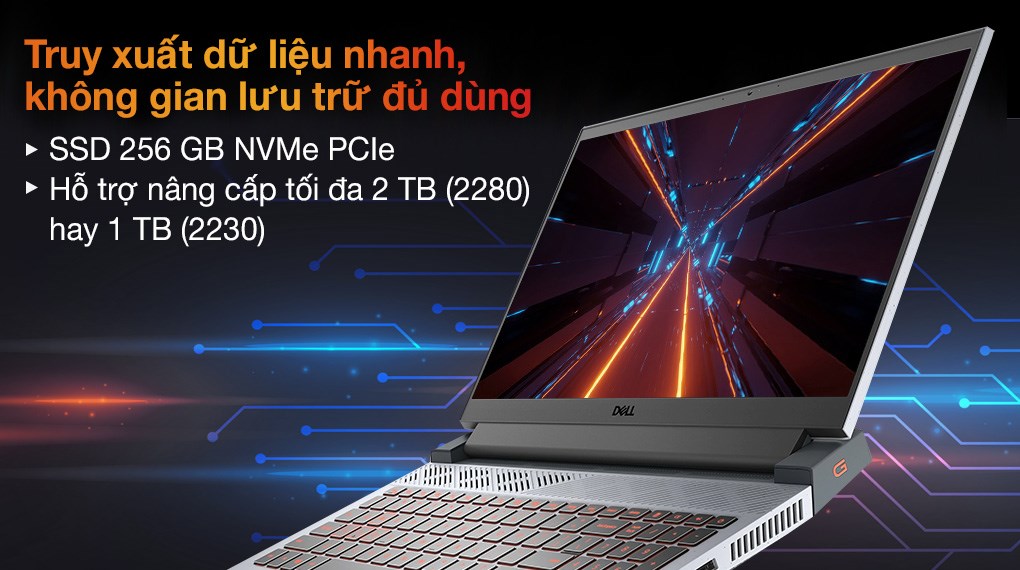 Truy xuất dữ liệu nhanh,
không gian lưu trữ đủ dùng
▸ SSD 256 GB NVMe PCIe
▸ Hỗ trợ nâng cấp tối đa 2 TB (2280)
hay 1 TB (2230)
DELL
G